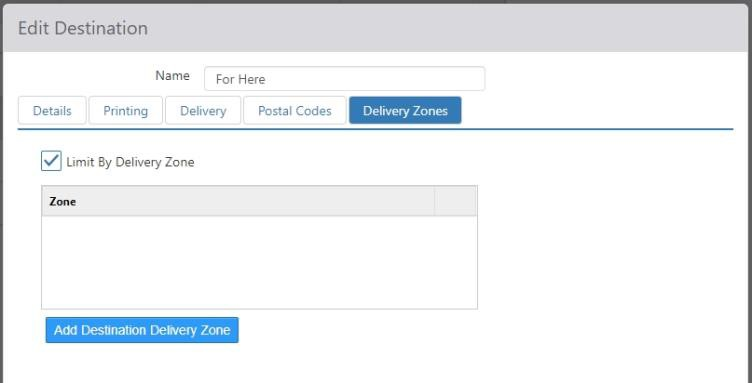 Edit Destination
Name For Here
Details Printing Delivery Postal Codes Delivery Zones
Limit By Delivery Zone
Zone
Add Destination Delivery Zone